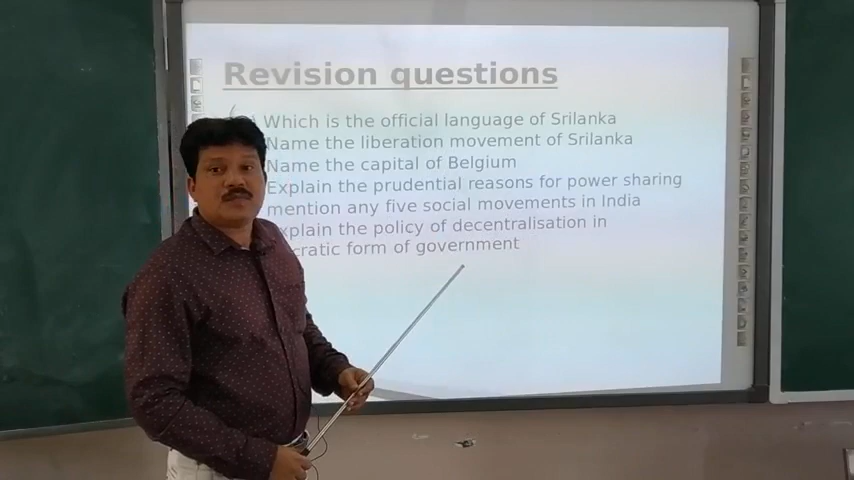 Revision questions
Which is the official language of Srilanka
Name the liberation movement of Srilanka
Name the capital of Belgium
Explain the prudential reasons for power sharing
mention any five social movements in India
explain the policy of decentralisation in
cratic form of government